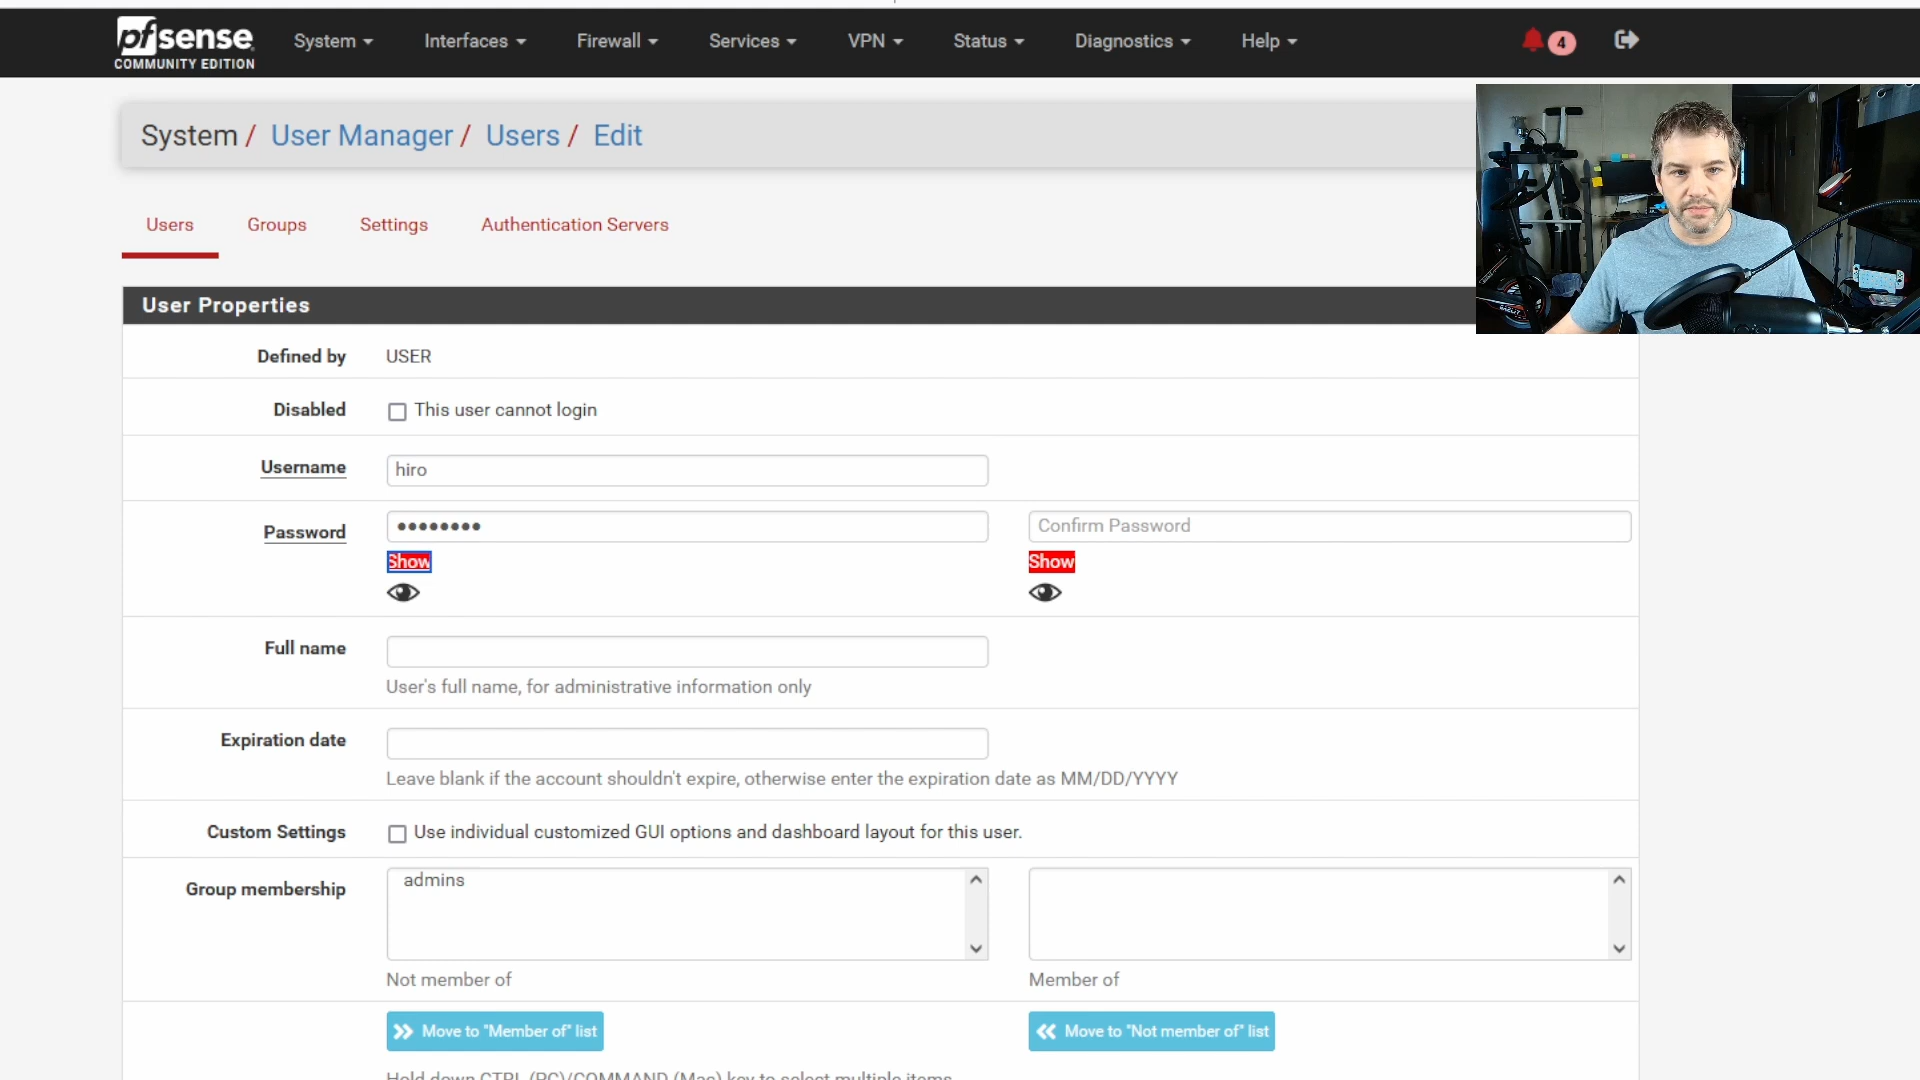 pfsense
COMMUNITY EDITION
System
Interfaces
Firewall
Services
VPN
Status
Diagnostics
Help
4
System / User Manager / Users / Edit
Users
Groups
Settings
Authentication Servers
User Properties
Defined by
USER
Disabled
This user cannot login
Username
hiro
Password
••••••••
Confirm Password
Show
Show
Full name
User's full name, for administrative information only
Expiration date
Leave blank if the account shouldn't expire, otherwise enter the expiration date as MM/DD/YYYY
Custom Settings
Use individual customized GUI options and dashboard layout for this user.
Group membership
admins
Not member of
Member of
Move to "Member of" list
Move to "Not member of" list
Hold down CTRL (PC)/COMMAND (Mac) key to select multiple items